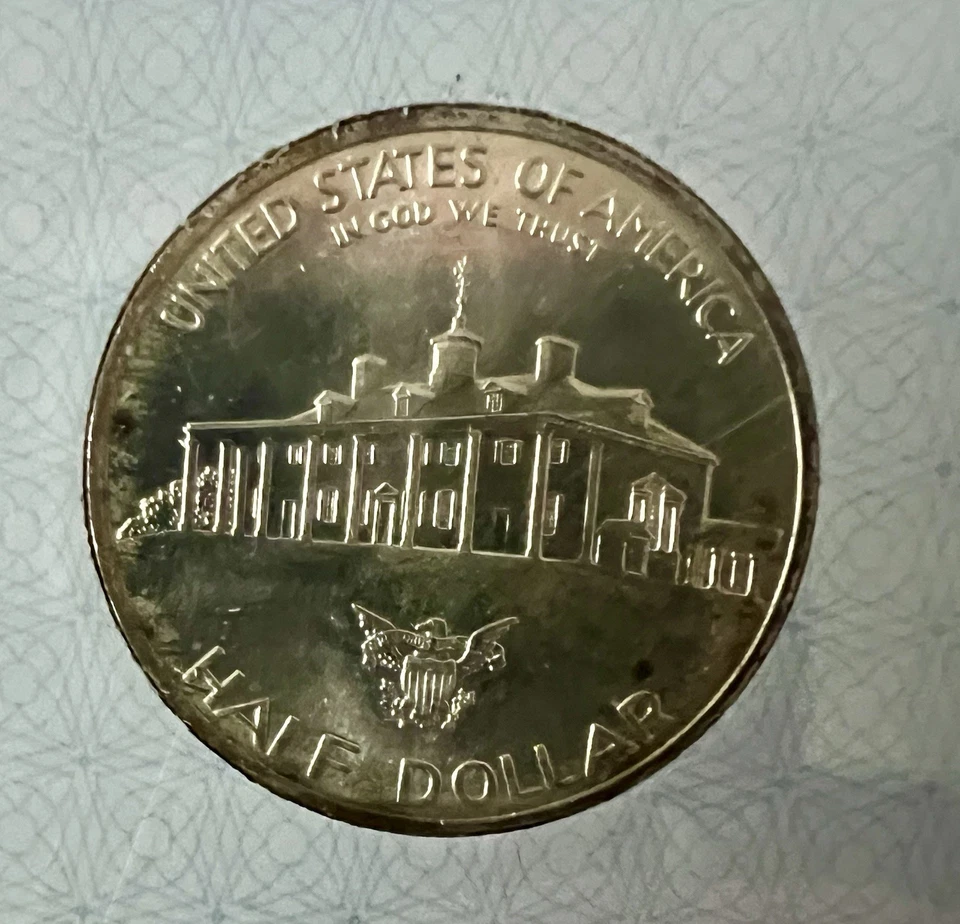 UNITED STATES OF AMERICA
IN GOD WE TRUST
HALF DOLLAR